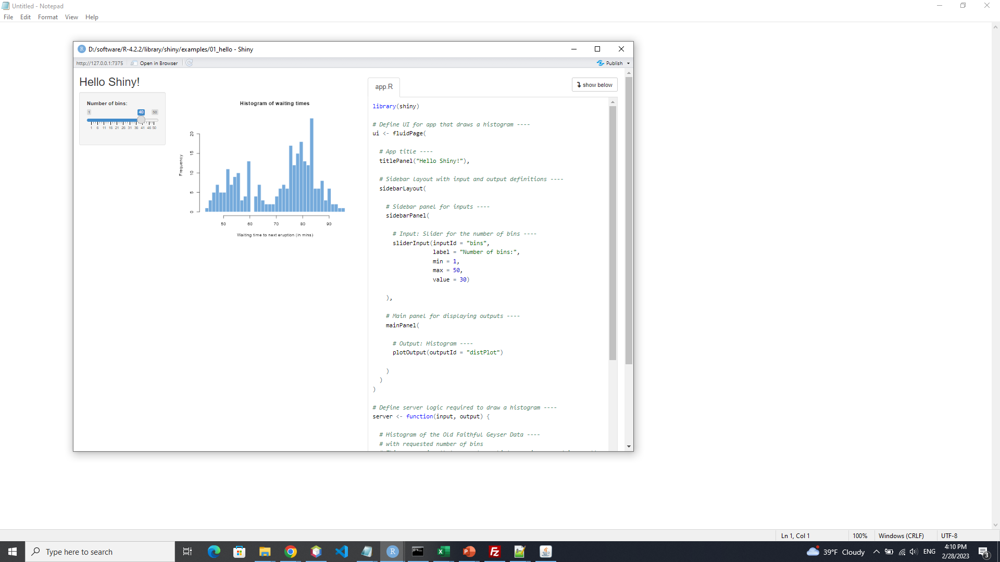 Untitled - Notepad
File Edit Format View Help
D:/software/R-4.2.2/library/shiny/examples/01_hello - Shiny
http://127.0.0.1:7375 Open in Browser Publish
Hello Shiny!
Number of bins:
1 40 50
1 6 11 16 21 26 31 36 41 46 50
Histogram of waiting times
Frequency
20
15
10
5
0
50 60 70 80 90
Waiting time to next eruption (in mins)
app.R
show below
library(shiny)
# Define UI for app that draws a histogram ----
ui <- fluidPage(
# App title ----
titlePanel("Hello Shiny!"),
# Sidebar layout with input and output definitions ----
sidebarLayout(
# Sidebar panel for inputs ----
sidebarPanel(
# Input: Slider for the number of bins ----
sliderInput(inputId = "bins",
label = "Number of bins:",
min = 1,
max = 50,
value = 30)
),
# Main panel for displaying outputs ----
mainPanel(
# Output: Histogram ----
plotOutput(outputId = "distPlot")
)
)
)
# Define server logic required to draw a histogram ----
server <- function(input, output) {
# Histogram of the Old Faithful Geyser Data ----
# with requested number of bins
Ln 1, Col 1 100% Windows (CRLF) UTF-8
Type here to search
39°F Cloudy
ENG
4:10 PM
2/28/2023
3